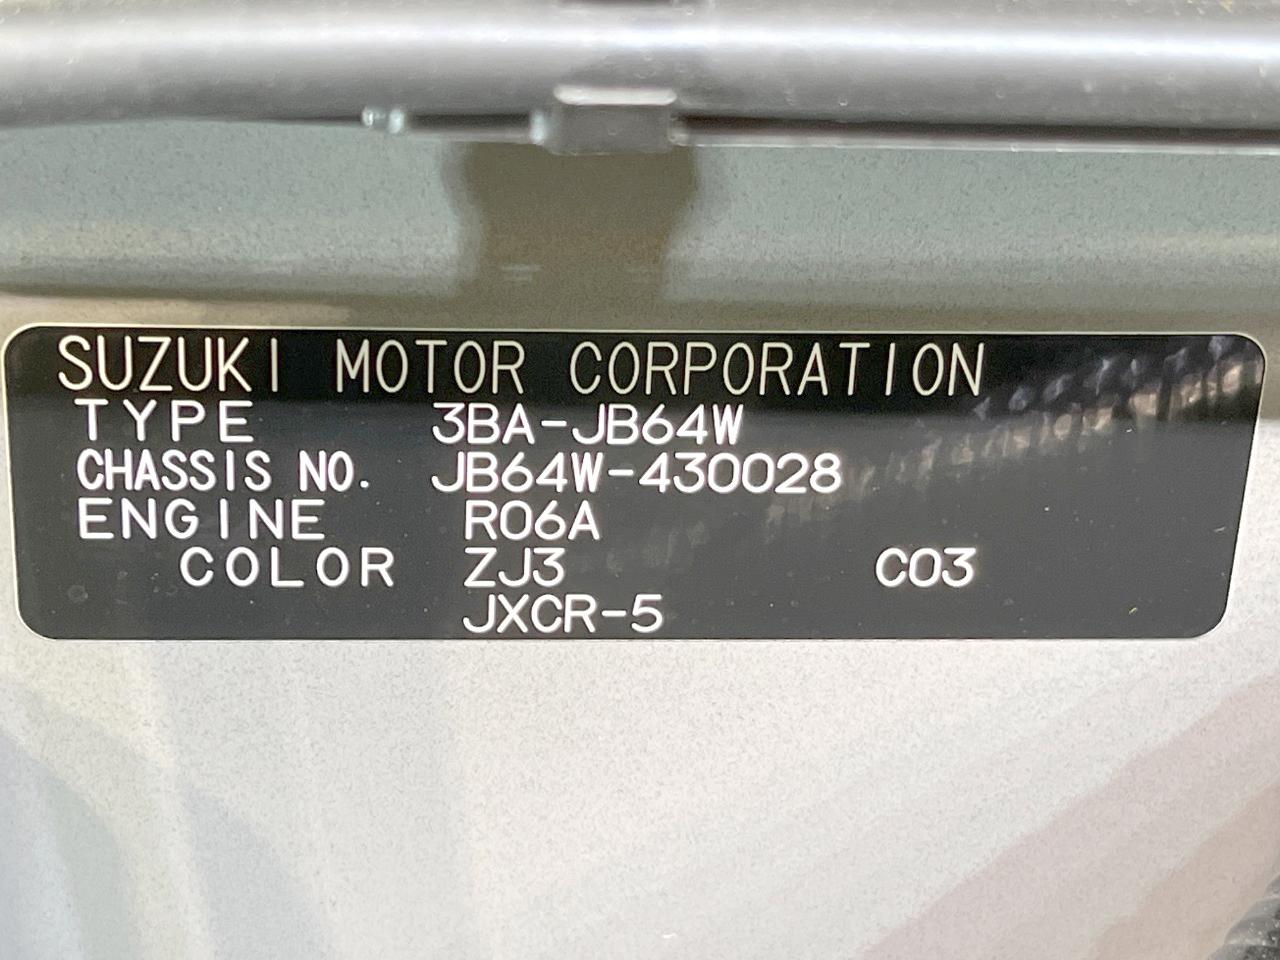 SUZUKI MOTOR CORPORATION
TYPE 3BA-JB64W
CHASSIS NO. JB64W-430028
ENGINE R06A
COLOR ZJ3 C03
JXCR-5